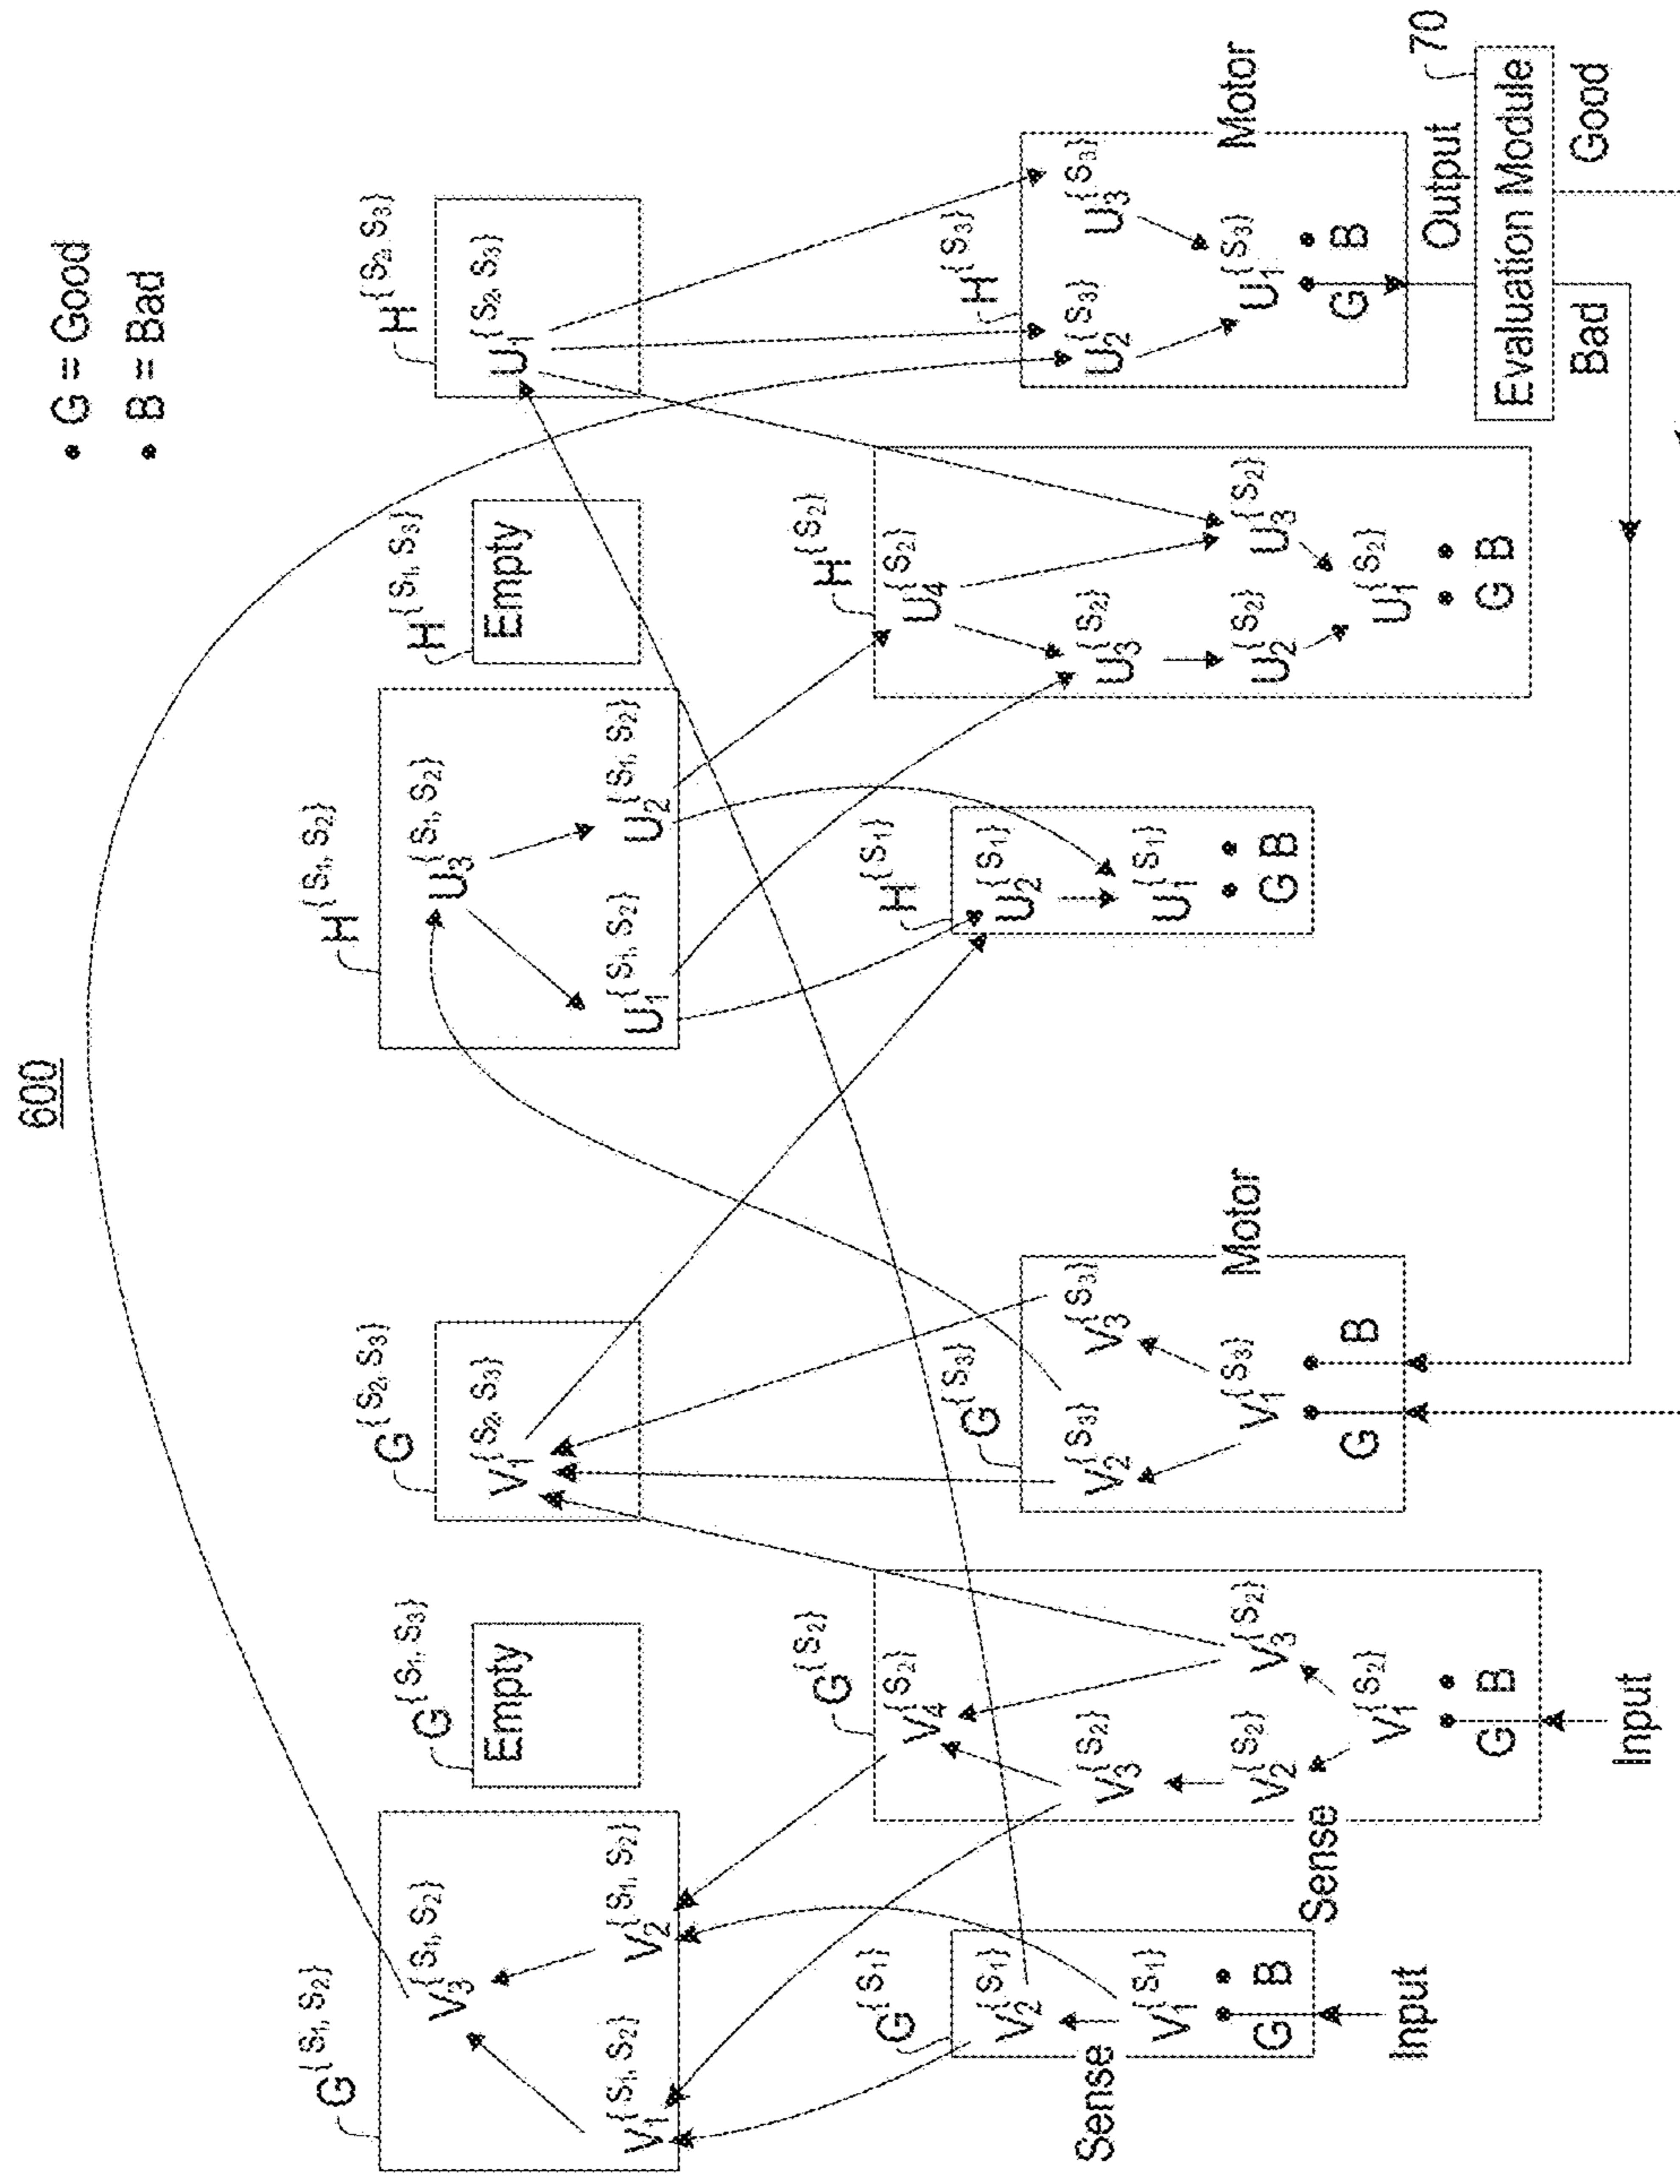 600
• G = Good
• B = Bad
G{S1, S2}
V3{S1, S2}
V1{S1, S2}
V2{S1, S2}
G{S1, S3}
Empty
G{S2, S3}
V1{S2, S3}
H{S1, S2}
U3{S1, S2}
U1{S1, S2}
U2{S1, S2}
H{S1, S3}
Empty
H{S2, S3}
U1{S2, S3}
G{S1}
V2{S1}
V1{S1}
G B
Sense
Input
G{S2}
V4{S2}
V3{S2}
V2{S2}
V3{S2}
V1{S2}
G B
Sense
Input
G{S3}
V2{S3}
V3{S3}
V1{S3}
G B
Motor
H{S1}
U2{S1}
U1{S1}
G B
H{S2}
U4{S2}
U3{S2}
U2{S2}
U3{S2}
U1{S2}
G B
H{S3}
U2{S3}
U3{S3}
U1{S3}
G B
Motor
Output
70
Evaluation Module
Bad
Good